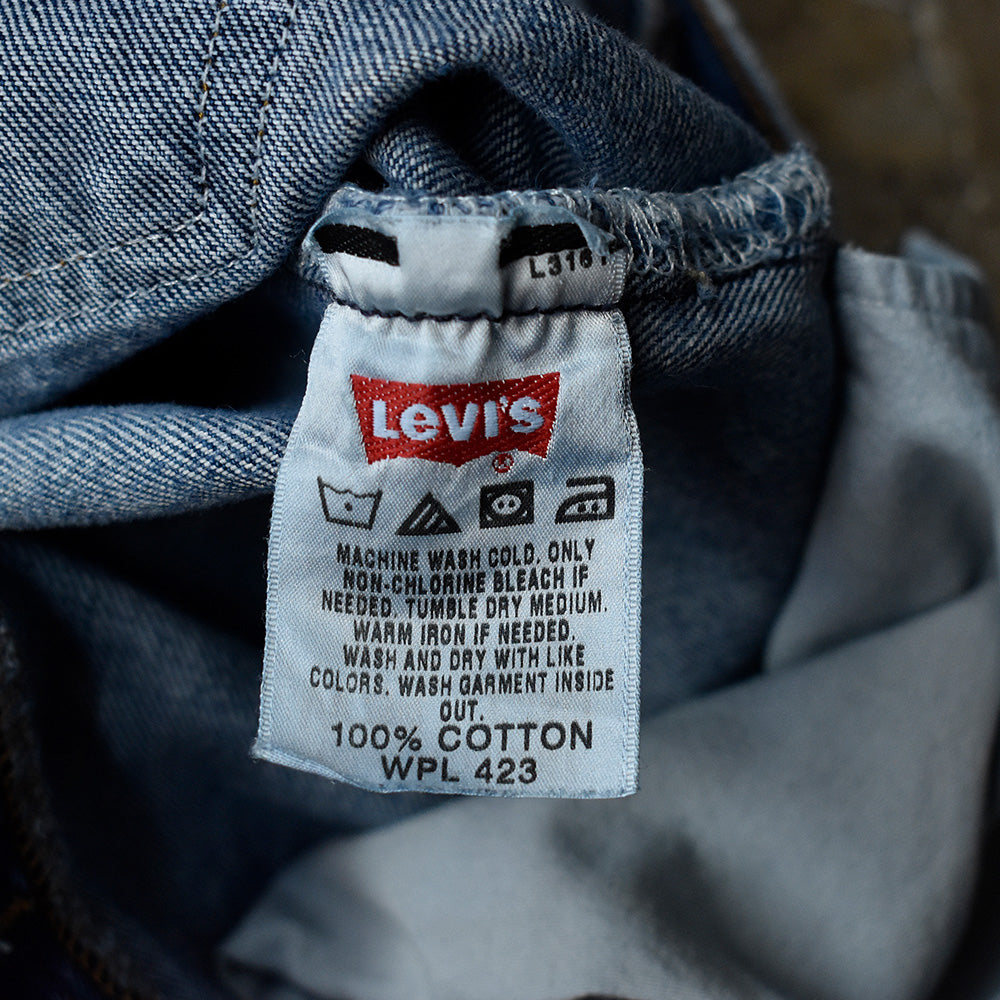 LEVI'S
MACHINE WASH COLD. ONLY
NON-CHLORINE BLEACH IF
NEEDED. TUMBLE DRY MEDIUM.
WARM IRON IF NEEDED.
WASH AND DRY WITH LIKE
COLORS. WASH GARMENT INSIDE
OUT.
100% COTTON
WPL 423